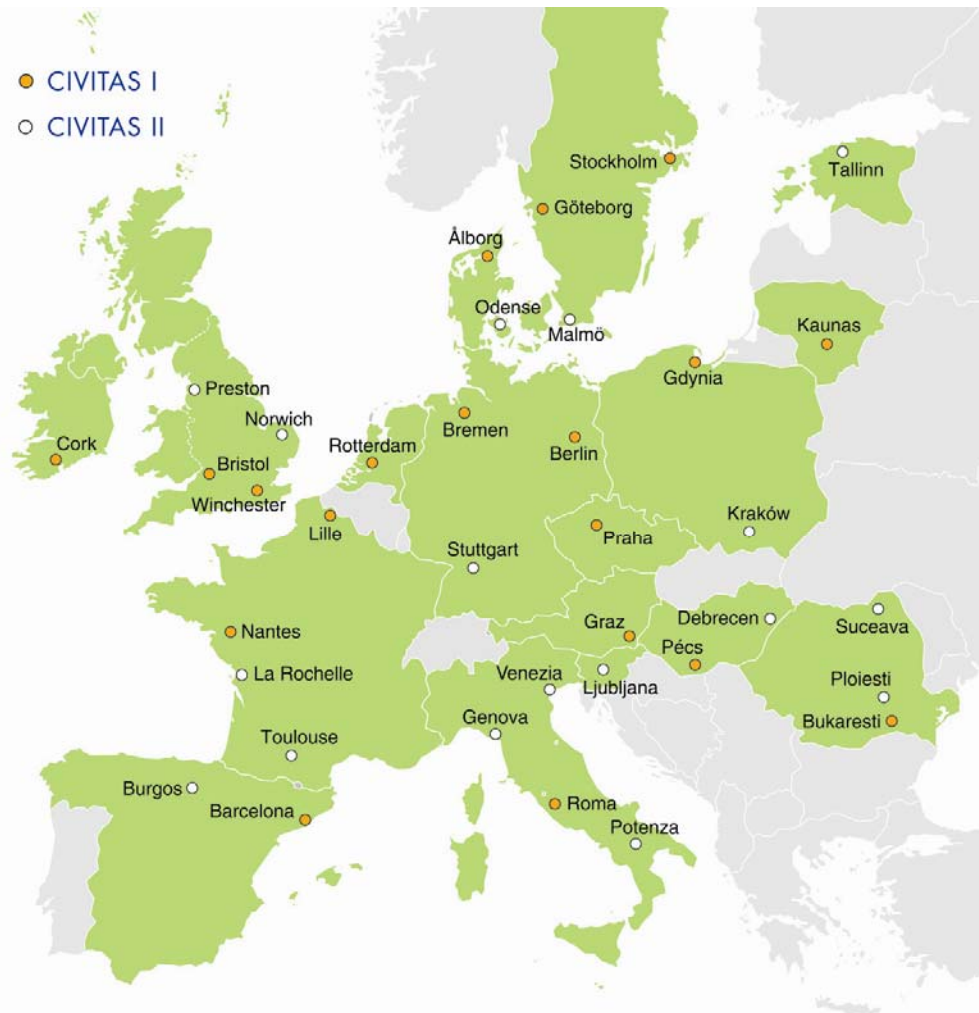 CIVITAS I
CIVITAS II
Stockholm
Tallinn
Göteborg
Ålborg
Odense
Malmö
Kaunas
Gdynia
Preston
Norwich
Bremen
Cork
Rotterdam
Berlin
Bristol
Winchester
Kraków
Lille
Praha
Stuttgart
Nantes
Graz
Debrecen
Suceava
Pécs
La Rochelle
Venezia
Ljubljana
Ploiesti
Genova
Bukaresti
Toulouse
Burgos
Barcelona
Roma
Potenza